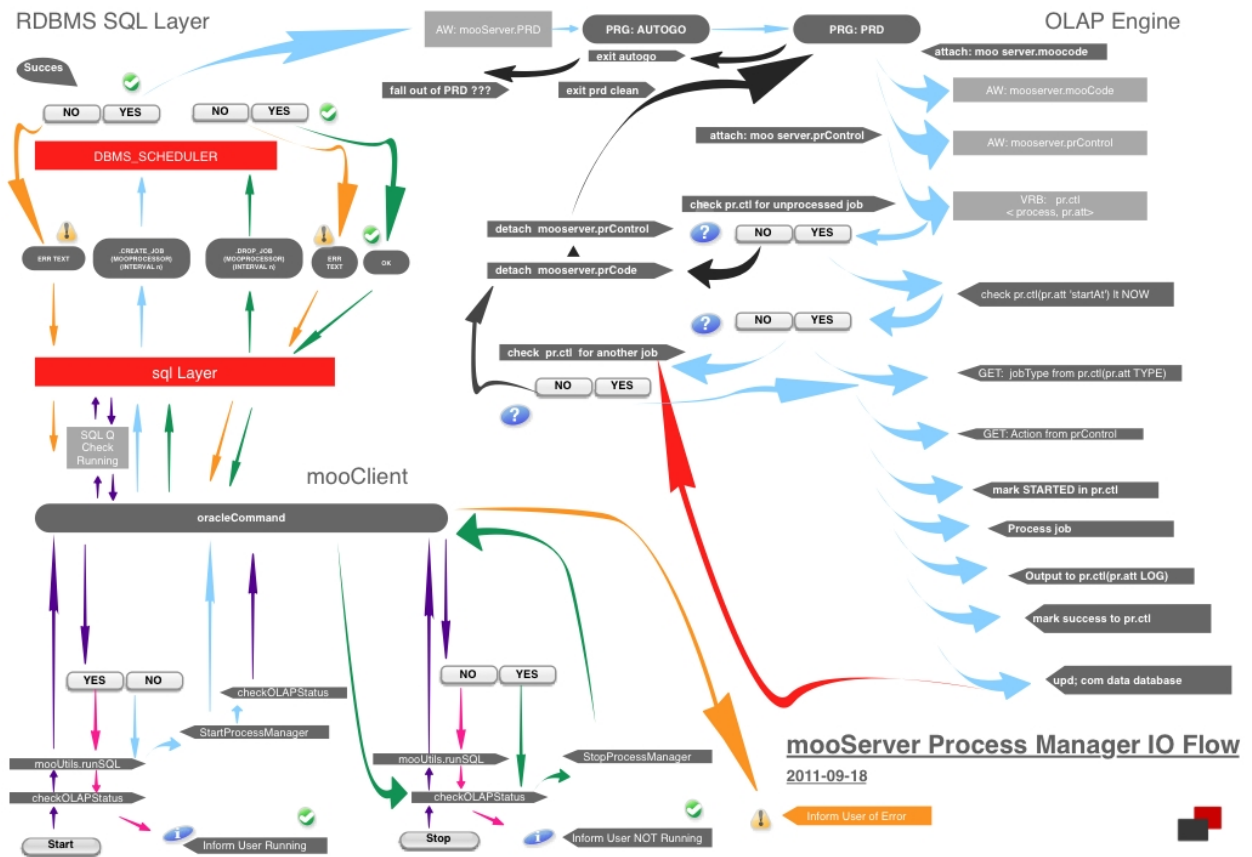 RDBMS SQL Layer
OLAP Engine
AW: mooServer.PRD
PRG: AUTOGO
PRG: PRD
attach: moo server.moocode
exit autogo
Succes
fall out of PRD ???
exit prd clean
AW: mooserver.mooCode
NO
YES
NO
YES
attach: moo server.prControl
AW: mooserver.prControl
DBMS_SCHEDULER
check pr.ctl for unprocessed job
VRB: pr.ctl
< process, pr.att>
detach mooserver.prControl
NO
YES
ERR TEXT
.CREATE_JOB
(MOOPROCESSOR)
(INTERVAL n)
.DROP_JOB
(MOOPROCESSOR)
(INTERVAL n)
ERR
TEXT
OK
detach mooserver.prCode
check pr.ctl(pr.att 'startAt') lt NOW
NO
YES
check pr.ctl for another job
sql Layer
GET: jobType from pr.ctl(pr.att TYPE)
NO
YES
SQL Q
Check
Running
GET: Action from prControl
mooClient
mark STARTED in pr.ctl
oracleCommand
Process job
Output to pr.ctl(pr.att LOG)
mark success to pr.ctl
YES
NO
NO
YES
upd; com data database
checkOLAPStatus
StartProcessManager
mooUtils.runSQL
mooUtils.runSQL
StopProcessManager
mooServer Process Manager IO Flow
2011-09-18
checkOLAPStatus
checkOLAPStatus
Inform User of Error
Start
Inform User Running
Stop
Inform User NOT Running